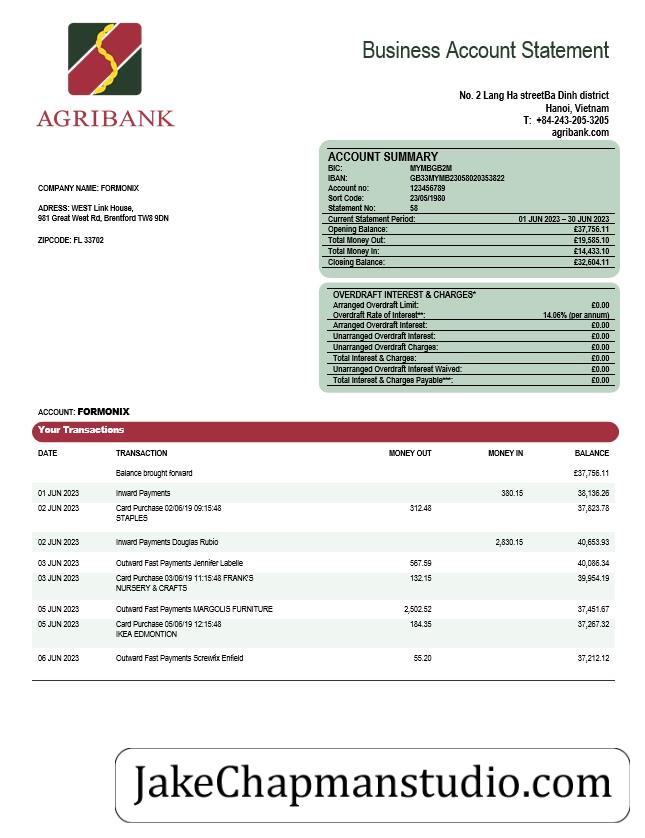 AGRIBANK
Business Account Statement
No. 2 Lang Ha streetBa Dinh district
Hanoi, Vietnam
T: +84-243-205-3205
agribank.com
COMPANY NAME: FORMONIX
ADRESS: WEST Link House,
981 Great West Rd, Brentford TW8 9DN
ZIPCODE: FL 33702
ACCOUNT SUMMARY
BIC: MYMBGB2M
IBAN: GB33MYMB23058020353822
Account no: 123456789
Sort Code: 23/05/1980
Statement No: 58
Current Statement Period: 01 JUN 2023 – 30 JUN 2023
Opening Balance: £37,756.11
Total Money Out: £19,585.10
Total Money In: £14,433.10
Closing Balance: £32,604.11
OVERDRAFT INTEREST & CHARGES*
Arranged Overdraft Limit: £0.00
Overdraft Rate of Interest**: 14.06% (per annum)
Arranged Overdraft Interest: £0.00
Unarranged Overdraft Interest: £0.00
Unarranged Overdraft Charges: £0.00
Total Interest & Charges: £0.00
Unarranged Overdraft Interest Waived: £0.00
Total Interest & Charges Payable***: £0.00
ACCOUNT: FORMONIX
Your Transactions
DATE TRANSACTION MONEY OUT MONEY IN BALANCE
Balance brought forward £37,756.11
01 JUN 2023 Inward Payments 380.15 38,136.26
02 JUN 2023 Card Purchase 02/06/19 09:15:48 312.48 37,823.78
STAPLES
02 JUN 2023 Inward Payments Douglas Rubio 2,830.15 40,653.93
03 JUN 2023 Outward Fast Payments Jennifer Labelle 567.59 40,086.34
03 JUN 2023 Card Purchase 03/06/19 11:15:48 FRANK'S 132.15 39,954.19
NURSERY & CRAFTS
05 JUN 2023 Outward Fast Payments MARGOLIS FURNITURE 2,502.52 37,451.67
05 JUN 2023 Card Purchase 05/06/19 12:15:48 184.35 37,267.32
IKEA EDMONTION
06 JUN 2023 Outward Fast Payments Screwfix Enfield 55.20 37,212.12
JakeChapmanstudio.com